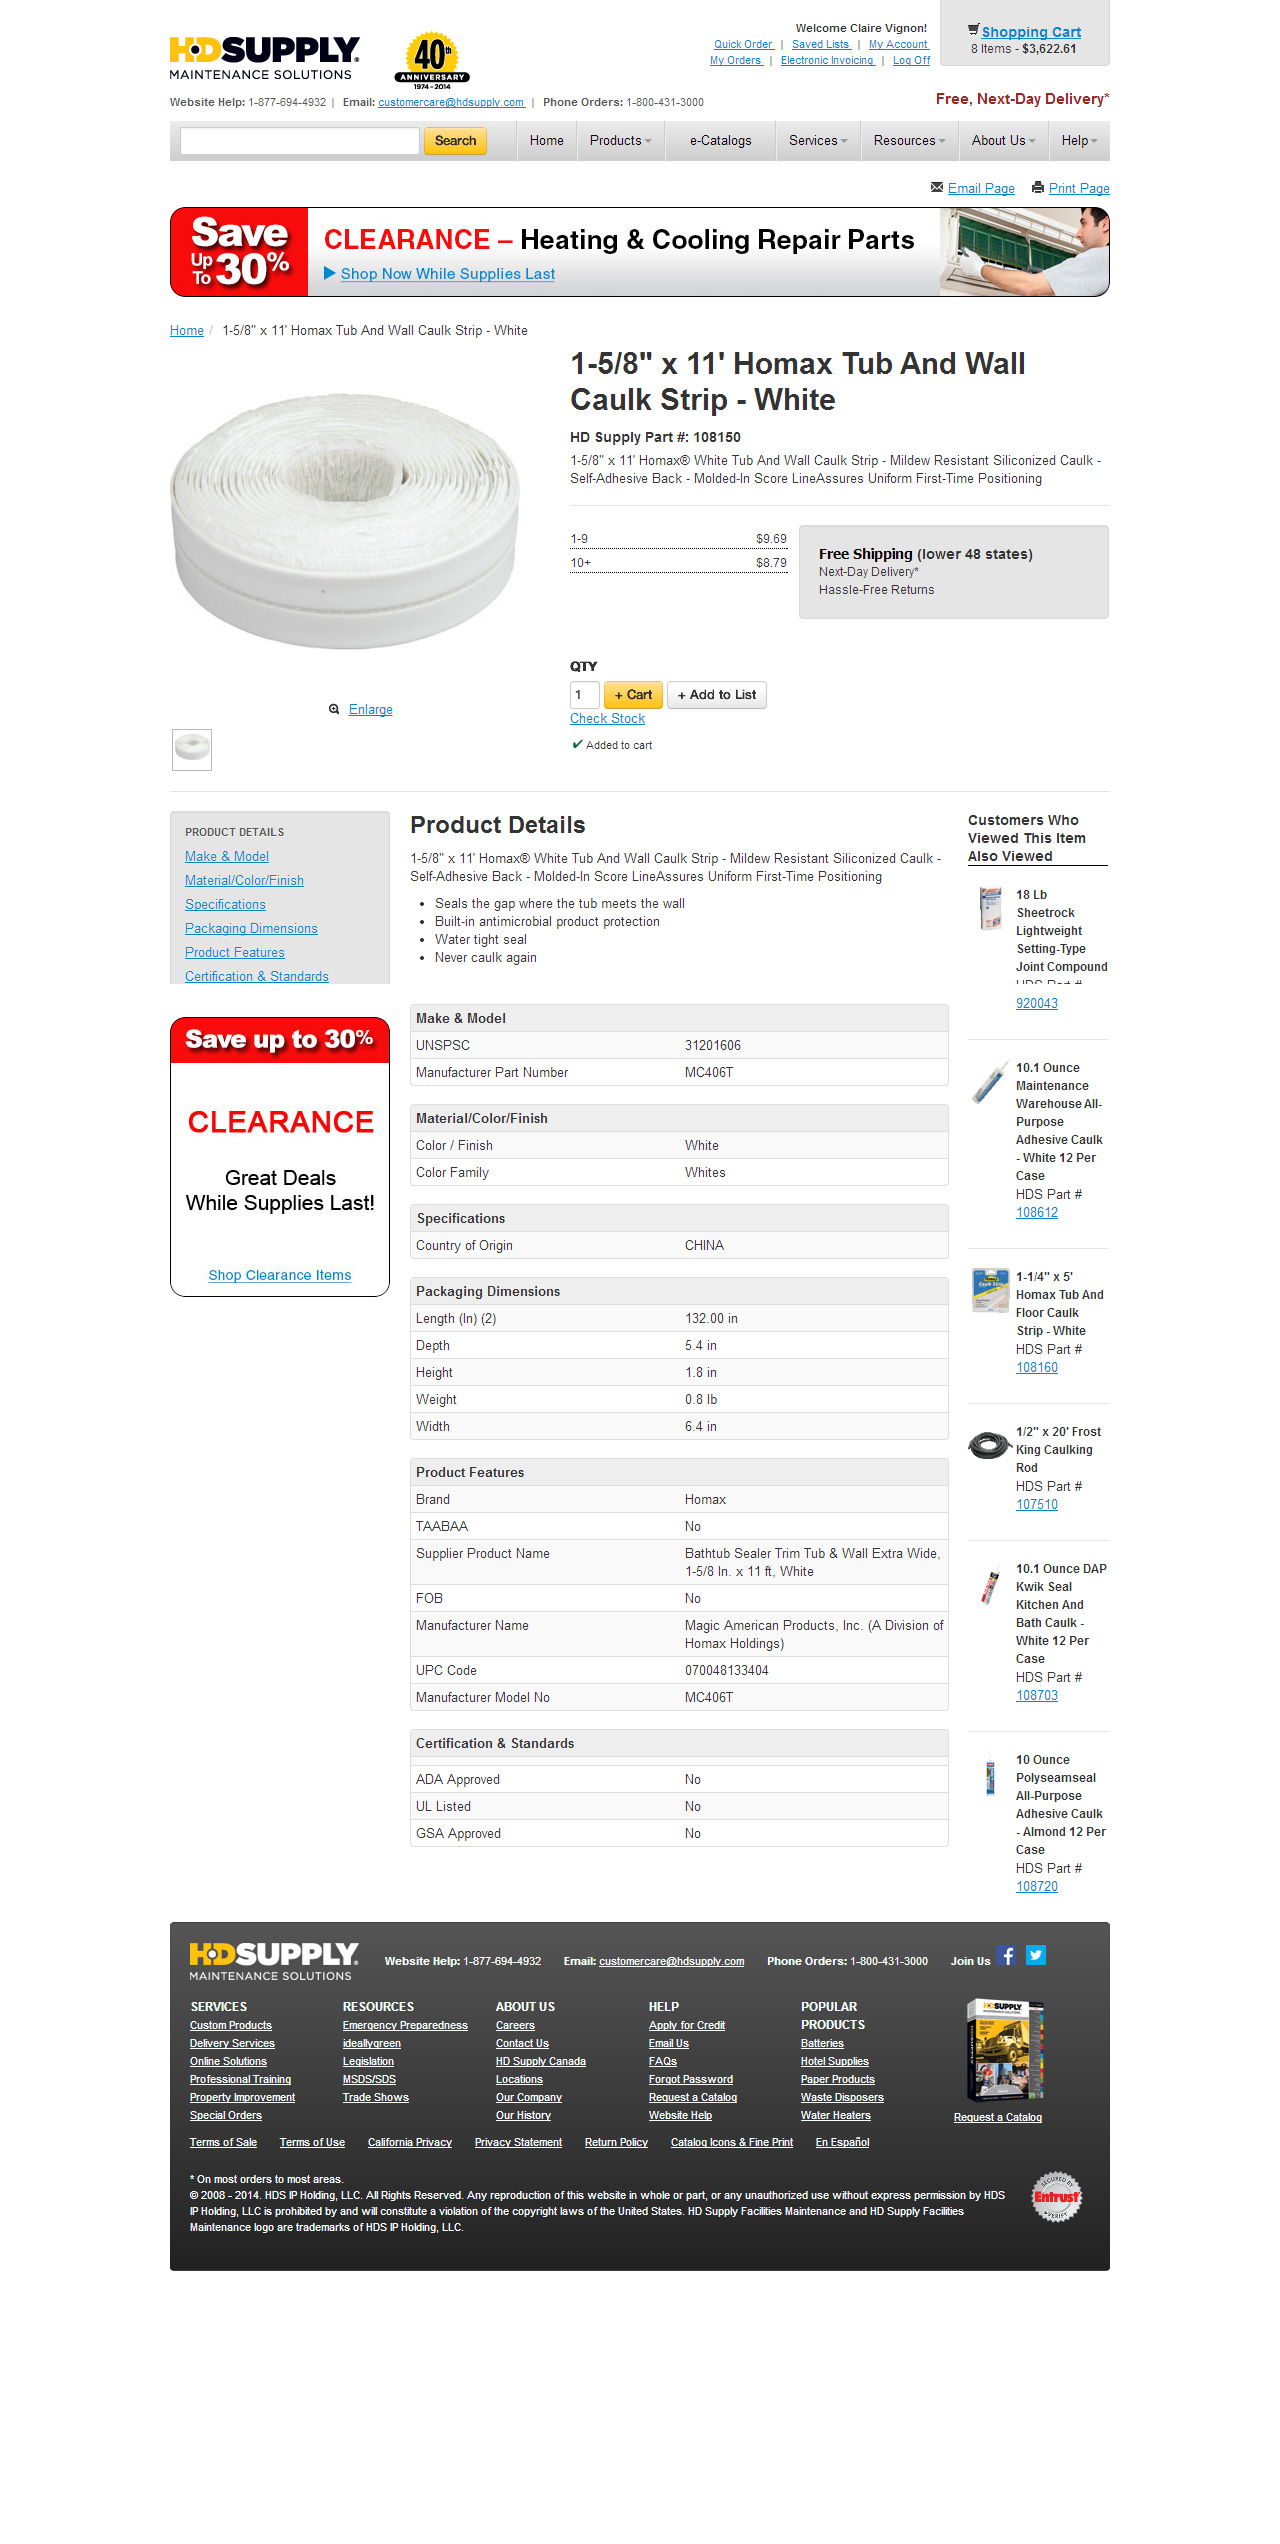 HDSUPPLY
MAINTENANCE SOLUTIONS
40th
ANNIVERSARY
1974-2014
Welcome Claire Vignon!
Quick Order | Saved Lists | My Account
My Orders | Electronic Invoicing | Log Off
Shopping Cart
8 Items - $3,622.61
Website Help: 1-877-694-4932 | Email: customercare@hdsupply.com | Phone Orders: 1-800-431-3000
Free, Next-Day Delivery*
Search
Home
Products
e-Catalogs
Services
Resources
About Us
Help
Email Page
Print Page
Save
Up To 30%
CLEARANCE – Heating & Cooling Repair Parts
Shop Now While Supplies Last
Home / 1-5/8" x 11' Homax Tub And Wall Caulk Strip - White
1-5/8" x 11' Homax Tub And Wall
Caulk Strip - White
HD Supply Part #: 108150
1-5/8" x 11' Homax® White Tub And Wall Caulk Strip - Mildew Resistant Siliconized Caulk -
Self-Adhesive Back - Molded-In Score LineAssures Uniform First-Time Positioning
1-9 $9.69
10+ $8.79
Free Shipping (lower 48 states)
Next-Day Delivery*
Hassle-Free Returns
QTY
1
+ Cart
+ Add to List
Check Stock
Added to cart
Enlarge
PRODUCT DETAILS
Make & Model
Material/Color/Finish
Specifications
Packaging Dimensions
Product Features
Certification & Standards
Save up to 30%
CLEARANCE
Great Deals
While Supplies Last!
Shop Clearance Items
Product Details
1-5/8" x 11' Homax® White Tub And Wall Caulk Strip - Mildew Resistant Siliconized Caulk -
Self-Adhesive Back - Molded-In Score LineAssures Uniform First-Time Positioning
• Seals the gap where the tub meets the wall
• Built-in antimicrobial product protection
• Water tight seal
• Never caulk again
Make & Model
UNSPSC 31201606
Manufacturer Part Number MC406T
Material/Color/Finish
Color / Finish White
Color Family Whites
Specifications
Country of Origin CHINA
Packaging Dimensions
Length (In) (2) 132.00 in
Depth 5.4 in
Height 1.8 in
Weight 0.8 lb
Width 6.4 in
Product Features
Brand Homax
TAABAA No
Supplier Product Name Bathtub Sealer Trim Tub & Wall Extra Wide,
1-5/8 In. x 11 ft, White
FOB No
Manufacturer Name Magic American Products, Inc. (A Division of
Homax Holdings)
UPC Code 070048133404
Manufacturer Model No MC406T
Certification & Standards
ADA Approved No
UL Listed No
GSA Approved No
Customers Who
Viewed This Item
Also Viewed
18 Lb
Sheetrock
Lightweight
Setting-Type
Joint Compound
HDS Part #
920043
10.1 Ounce
Maintenance
Warehouse All-
Purpose
Adhesive Caulk
- White 12 Per
Case
HDS Part #
108612
1-1/4" x 5'
Homax Tub And
Floor Caulk
Strip - White
HDS Part #
108160
1/2" x 20' Frost
King Caulking
Rod
HDS Part #
107510
10.1 Ounce DAP
Kwik Seal
Kitchen And
Bath Caulk -
White 12 Per
Case
HDS Part #
108703
10 Ounce
Polyseamseal
All-Purpose
Adhesive Caulk
- Almond 12 Per
Case
HDS Part #
108720
HDSUPPLY
MAINTENANCE SOLUTIONS
Website Help: 1-877-694-4932 Email: customercare@hdsupply.com Phone Orders: 1-800-431-3000 Join Us
SERVICES
Custom Products
Delivery Services
Online Solutions
Professional Training
Property Improvement
Special Orders
RESOURCES
Emergency Preparedness
ideallygreen
Legislation
MSDS/SDS
Trade Shows
ABOUT US
Careers
Contact Us
HD Supply Canada
Locations
Our Company
Our History
HELP
Apply for Credit
Email Us
FAQs
Forgot Password
Request a Catalog
Website Help
POPULAR
PRODUCTS
Batteries
Hotel Supplies
Paper Products
Waste Disposers
Water Heaters
HDSUPPLY
Request a Catalog
Terms of Sale Terms of Use California Privacy Privacy Statement Return Policy Catalog Icons & Fine Print En Español
* On most orders to most areas.
© 2008 - 2014. HDS IP Holding, LLC. All Rights Reserved. Any reproduction of this website in whole or part, or any unauthorized use without express permission by HDS
IP Holding, LLC is prohibited by and will constitute a violation of the copyright laws of the United States. HD Supply Facilities Maintenance and HD Supply Facilities
Maintenance logo are trademarks of HDS IP Holding, LLC.
SECURED BY
Entrust
VERIFY